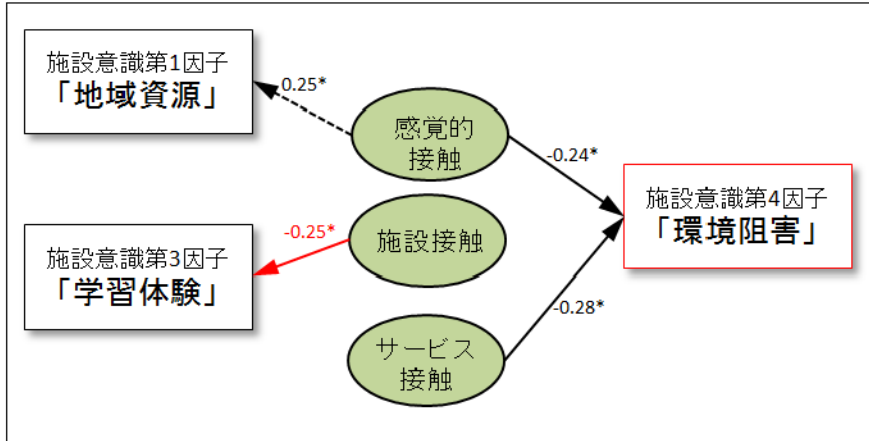 施設意識第1因子
「地域資源」
0.25*
感覚的
接触
-0.24*
施設意識第4因子
「環境阻害」
施設意識第3因子
「学習体験」
-0.25*
施設接触
-0.28*
サービス
接触